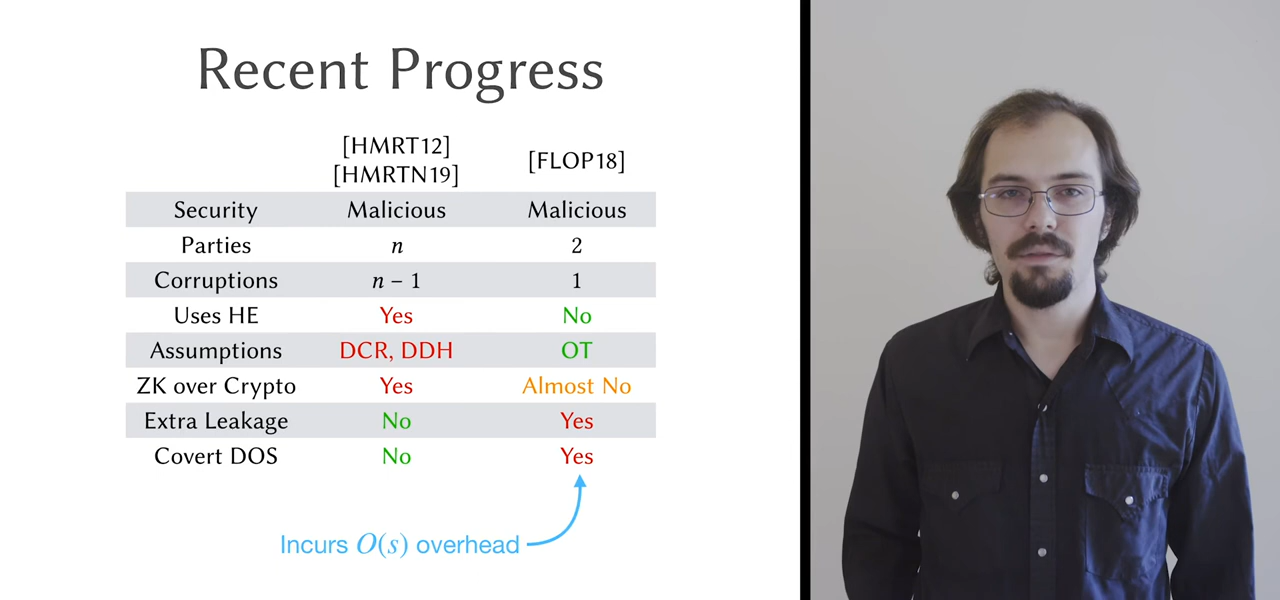 Recent Progress
[HMRT12]
[HMRTN19] [FLOP18]
Security Malicious Malicious
Parties n 2
Corruptions n – 1 1
Uses HE Yes No
Assumptions DCR, DDH OT
ZK over Crypto Yes Almost No
Extra Leakage No Yes
Covert DOS No Yes
Incurs O(s) overhead